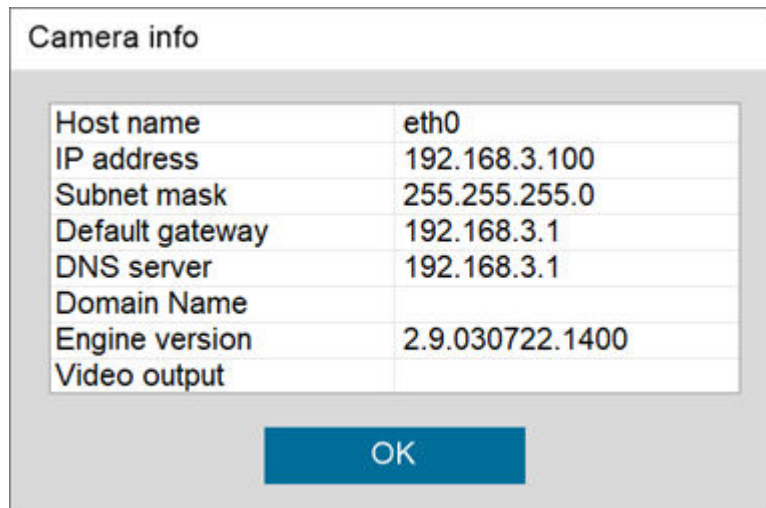 Camera info
Host name eth0
IP address 192.168.3.100
Subnet mask 255.255.255.0
Default gateway 192.168.3.1
DNS server 192.168.3.1
Domain Name
Engine version 2.9.030722.1400
Video output
OK